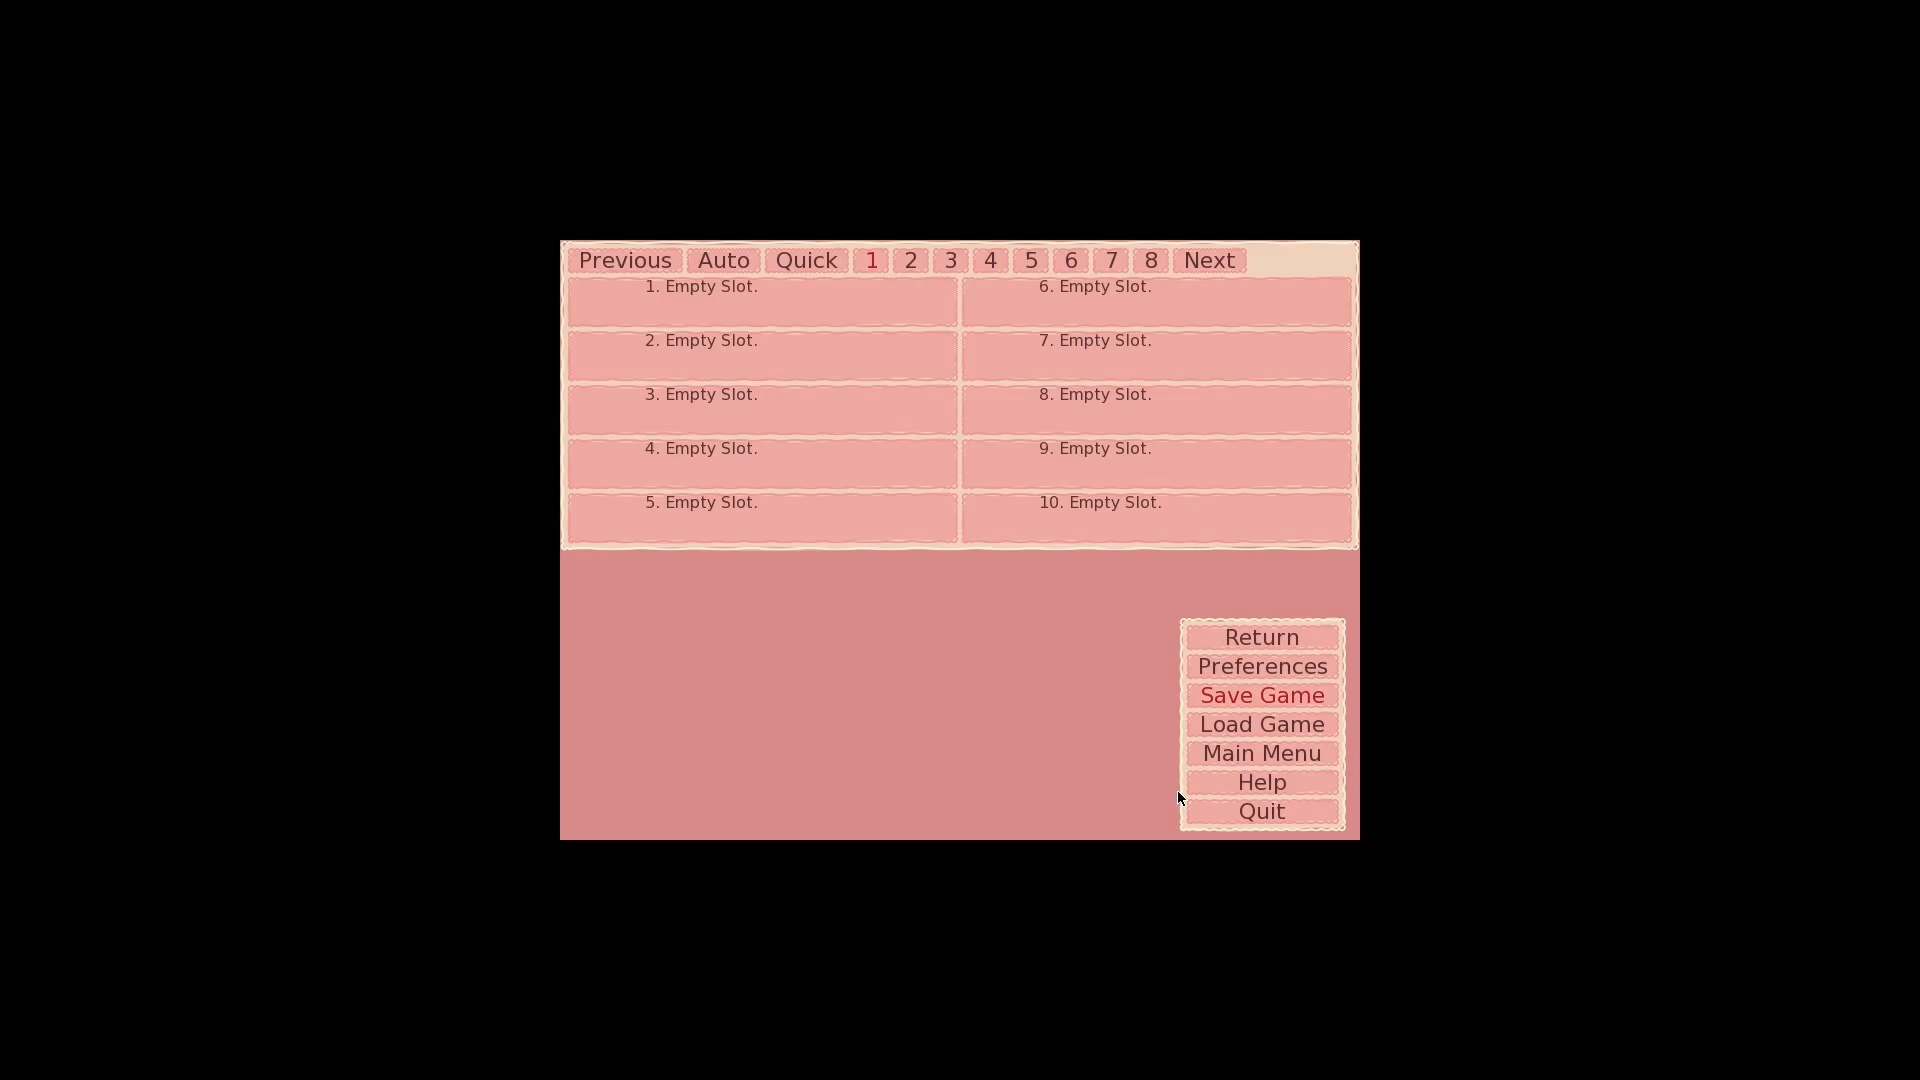 Previous Auto Quick 1 2 3 4 5 6 7 8 Next
1. Empty Slot.
6. Empty Slot.
2. Empty Slot.
7. Empty Slot.
3. Empty Slot.
8. Empty Slot.
4. Empty Slot.
9. Empty Slot.
5. Empty Slot.
10. Empty Slot.
Return
Preferences
Save Game
Load Game
Main Menu
Help
Quit